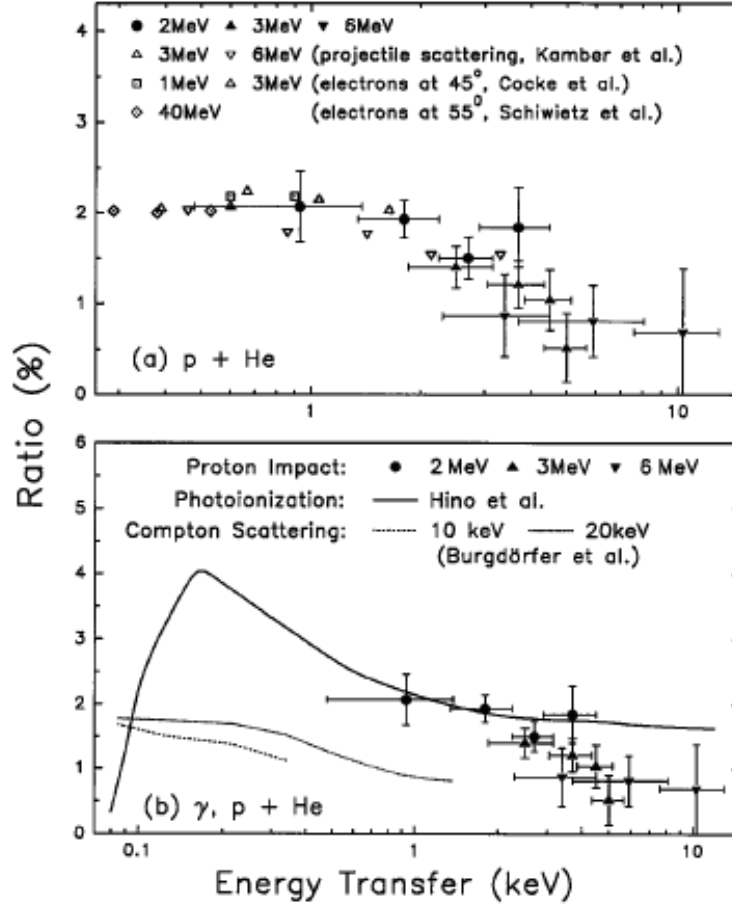 ● 2MeV ▲ 3MeV ▼ 6MeV
△ 3MeV ▽ 6MeV (projectile scattering, Kamber et al.)
□ 1MeV △ 3MeV (electrons at 45°, Cocke et al.)
◇ 40MeV (electrons at 55°, Schiwietz et al.)
4
3
2
1
0
(a) p + He
1
10
Ratio (%)
6
5
4
3
2
1
0
Proton Impact: ● 2 MeV ▲ 3MeV ▼ 6 MeV
Photoionization: Hino et al.
Compton Scattering: 10 keV 20keV
(Burgdörfer et al.)
(b) γ, p + He
0.1
1
10
Energy Transfer (keV)